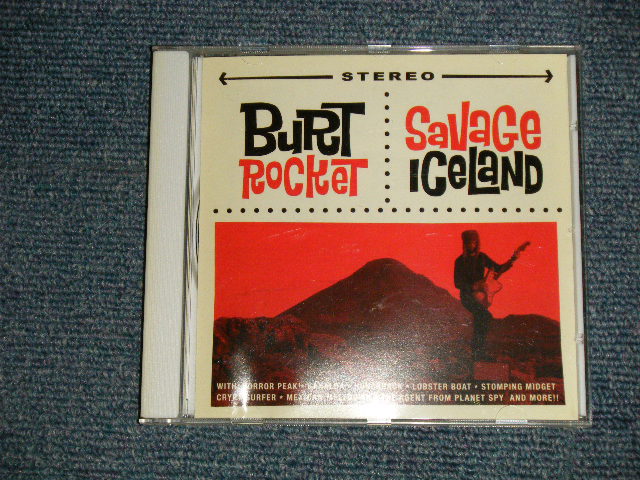 STEREO
BURT
ROCKET
SAVAGE
ICELAND
WITH HORROR PEAK! • • LOBSTER BOAT • STOMPING MIDGET
SURFER • MEXICAN AGENT FROM PLANET SPY AND MORE!!